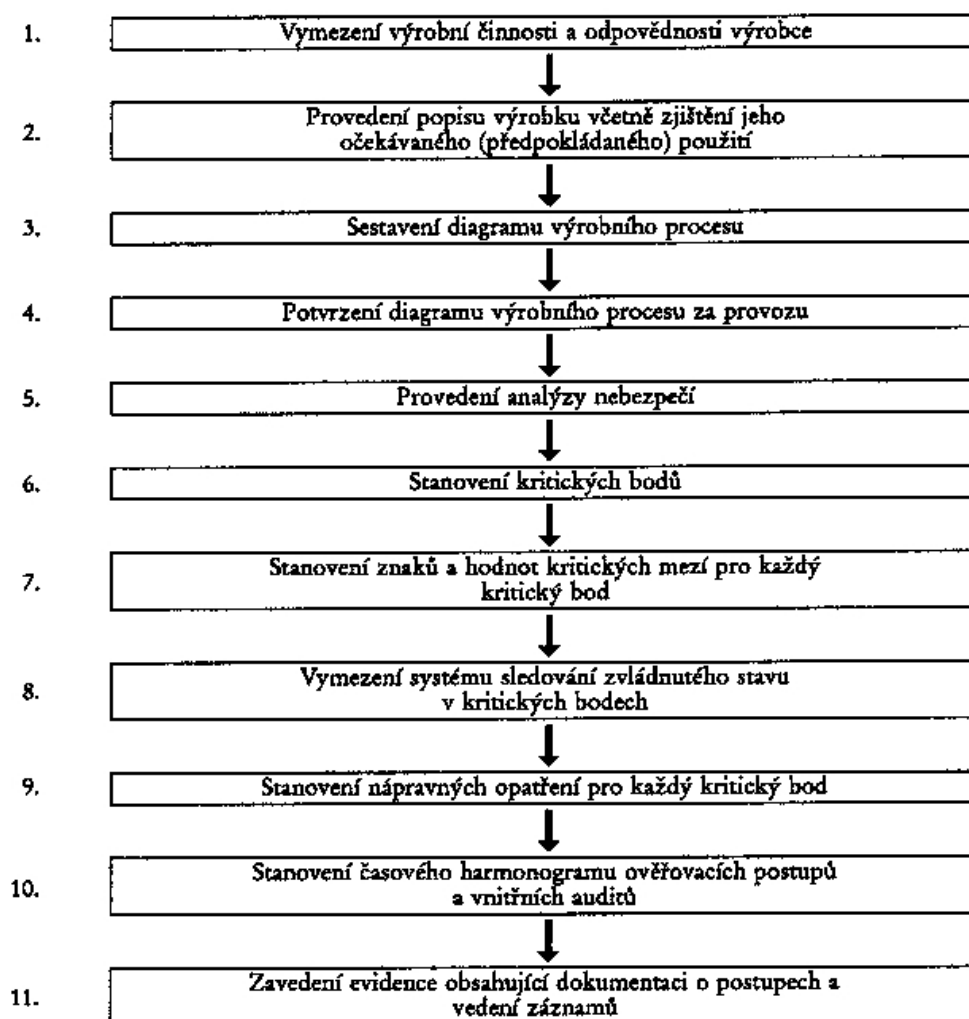 1. Vymezení výrobní činnosti a odpovědnosti výrobce
2. Provedení popisu výrobku včetně zjištění jeho
očekávaného (předpokládaného) použití
3. Sestavení diagramu výrobního procesu
4. Potvrzení diagramu výrobního procesu za provozu
5. Provedení analýzy nebezpečí
6. Stanovení kritických bodů
7. Stanovení znaků a hodnot kritických mezí pro každý
kritický bod
8. Vymezení systému sledování zvládnutého stavu
v kritických bodech
9. Stanovení nápravných opatření pro každý kritický bod
10. Stanovení časového harmonogramu ověřovacích postupů
a vnitřních auditů
11. Zavedení evidence obsahující dokumentaci o postupech a
vedení záznamů